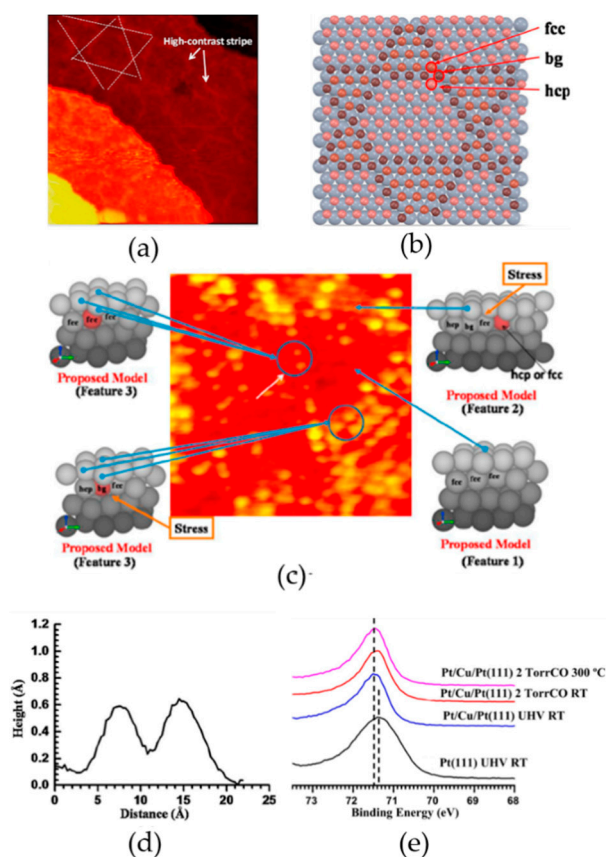 High-contrast stripe
(a)
fcc
bg
hcp
(b)
fcc fcc fcc
Proposed Model
(Feature 3)
Stress
hcp bg fcc
hcp or fcc
Proposed Model
(Feature 2)
hcp bg fcc
Stress
Proposed Model
(Feature 3)
fcc fcc fcc
Proposed Model
(Feature 1)
(c)
Height (Å)
1.2
1.0
0.8
0.6
0.4
0.2
0.0
0 5 10 15 20 25
Distance (Å)
(d)
Pt/Cu/Pt(111) 2 TorrCO 300 °C
Pt/Cu/Pt(111) 2 TorrCO RT
Pt/Cu/Pt(111) UHV RT
Pt(111) UHV RT
73 72 71 70 69 68
Binding Energy (eV)
(e)